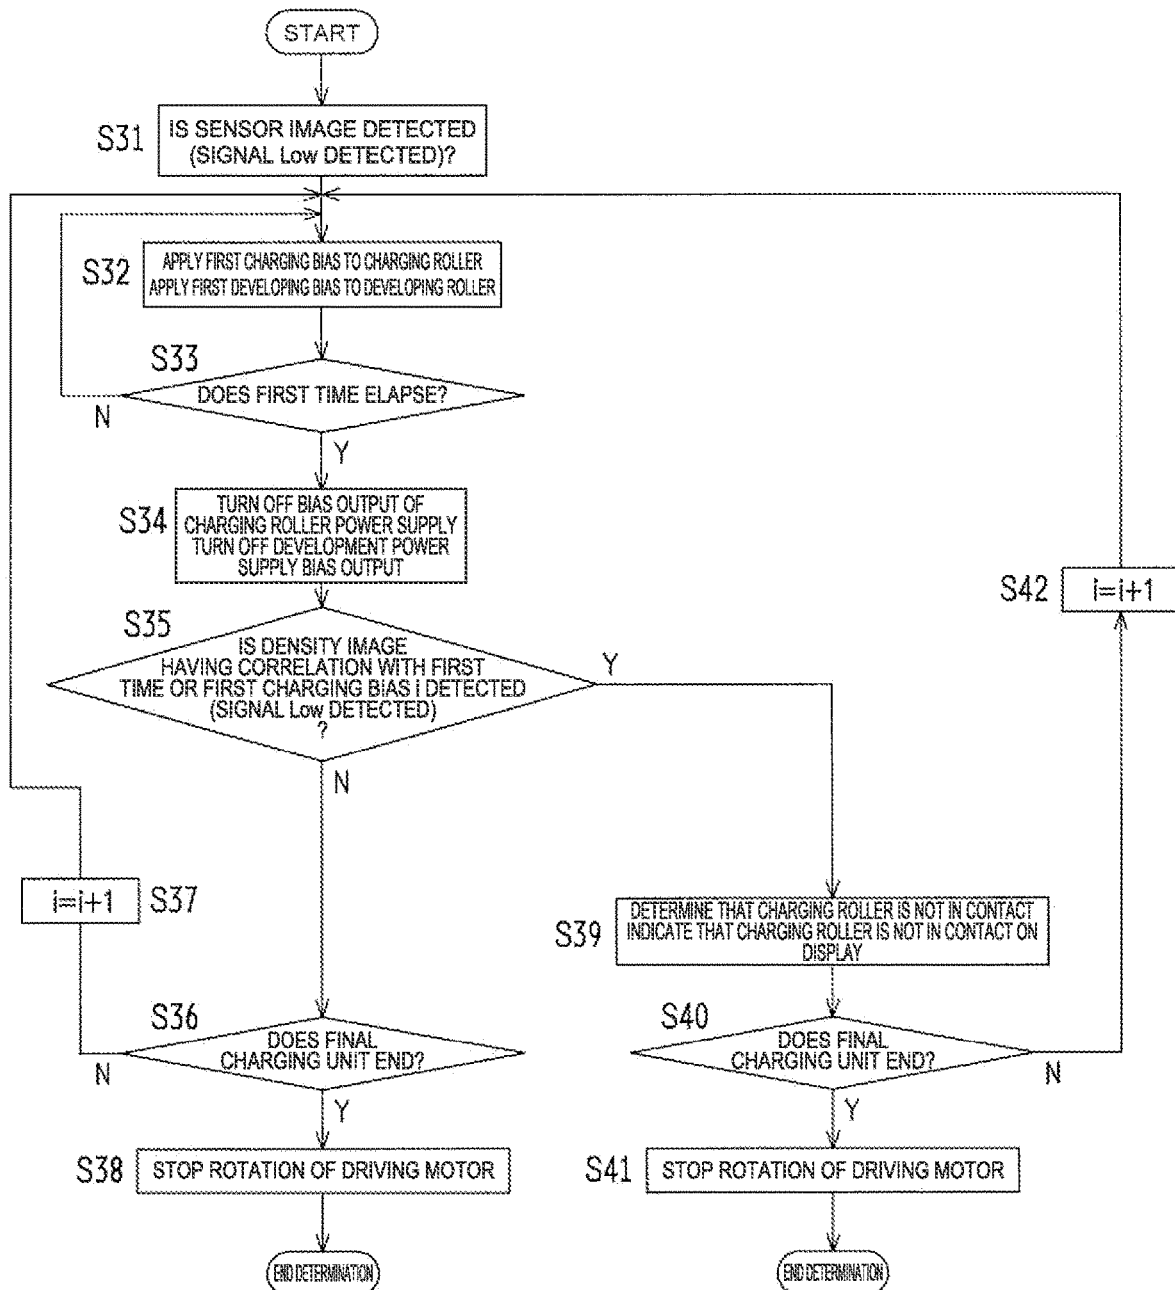 START
S31
IS SENSOR IMAGE DETECTED
(SIGNAL Low DETECTED)?
S32
APPLY FIRST CHARGING BIAS TO CHARGING ROLLER
APPLY FIRST DEVELOPING BIAS TO DEVELOPING ROLLER
S33
DOES FIRST TIME ELAPSE?
N
Y
S34
TURN OFF BIAS OUTPUT OF
CHARGING ROLLER POWER SUPPLY
TURN OFF DEVELOPMENT POWER
SUPPLY BIAS OUTPUT
S35
IS DENSITY IMAGE
HAVING CORRELATION WITH FIRST
TIME OR FIRST CHARGING BIAS i DETECTED
(SIGNAL Low DETECTED)
?
Y
N
S42
i=i+1
i=i+1
S37
S39
DETERMINE THAT CHARGING ROLLER IS NOT IN CONTACT
INDICATE THAT CHARGING ROLLER IS NOT IN CONTACT ON
DISPLAY
S36
DOES FINAL
CHARGING UNIT END?
N
Y
S40
DOES FINAL
CHARGING UNIT END?
N
Y
S38
STOP ROTATION OF DRIVING MOTOR
S41
STOP ROTATION OF DRIVING MOTOR
END DETERMINATION
END DETERMINATION